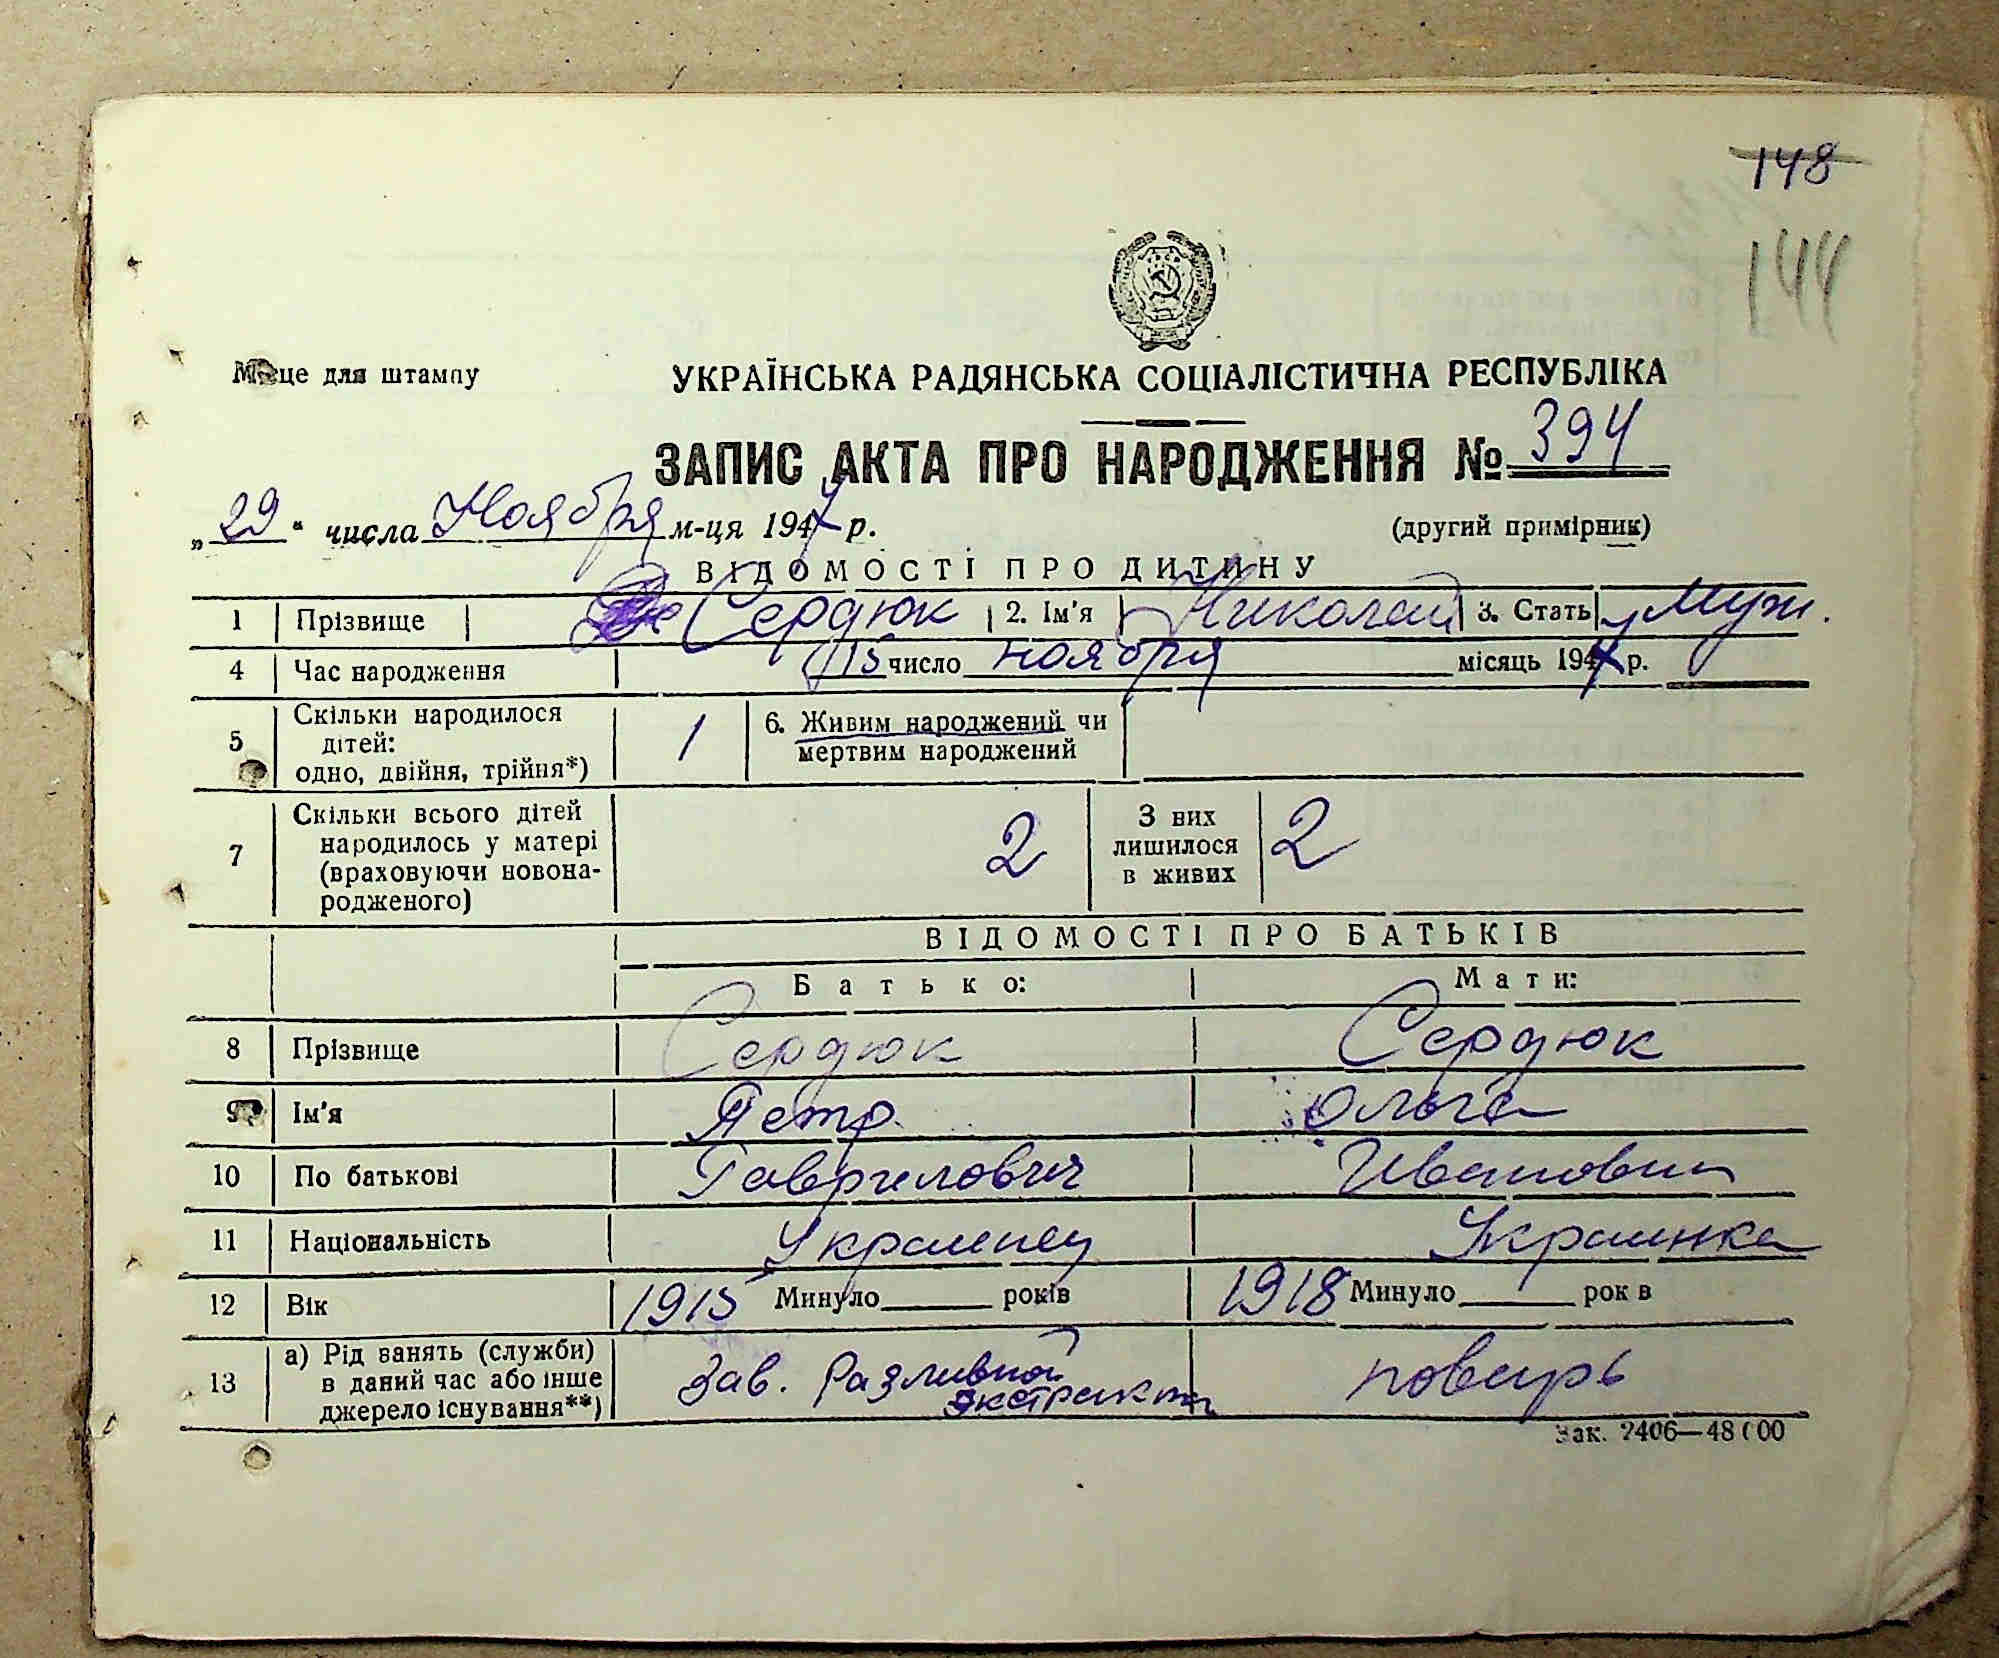 148
144
Місце для штампу
УКРАЇНСЬКА РАДЯНСЬКА СОЦІАЛІСТИЧНА РЕСПУБЛІКА
ЗАПИС АКТА ПРО НАРОДЖЕННЯ № 394
„29“ числа Ноября м-ця 1947 р. (другий примірник)
ВІДОМОСТІ ПРО ДИТИНУ
1 Прізвище Сердюк 2. Ім'я Николай 3. Стать Муж.
4 Час народження 15 число ноября місяць 1947 р.
5 Скільки народилося дітей: одно, двійня, трійня*) 1 6. Живим народжений чи мертвим народжений
7 Скільки всього дітей народилось у матері (враховуючи новонародженого) 2 З них лишилося в живих 2
ВІДОМОСТІ ПРО БАТЬКІВ
Батько: Мати:
8 Прізвище Сердюк Сердюк
9 Ім'я Петр Ольга
10 По батькові Гаврилович Ивановн
11 Національність Украинец Украинка
12 Вік 1915 Минуло років 1918 Минуло рок в
13 а) Рід занять (служби) в даний час або інше джерело існування**) Зав. Разливной экстракта повар
Зак. 2406—48 000